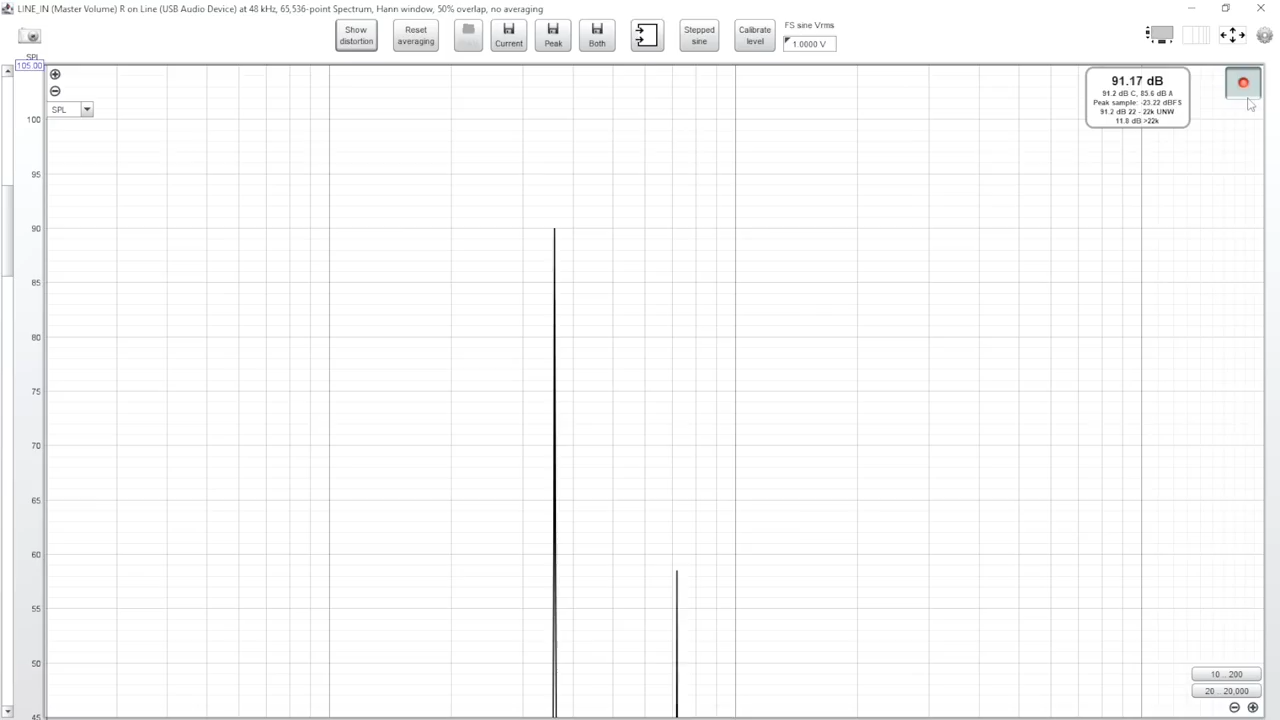 LINE_IN (Master Volume) R on Line (USB Audio Device) at 48 kHz, 65,536-point Spectrum, Hann window, 50% overlap, no averaging
Show distortion
Reset averaging
Current
Peak
Both
Stepped sine
Calibrate level
FS sine Vrms
1.0000 V
SPL
105.00
SPL
91.17 dB
91.2 dB C, 85.6 dB A
Peak sample: -23.22 dBFS
91.2 dB 22 - 22k UNW
11.8 dB >22k
100
95
90
85
80
75
70
65
60
55
50
45
10 .. 200
20 .. 20,000